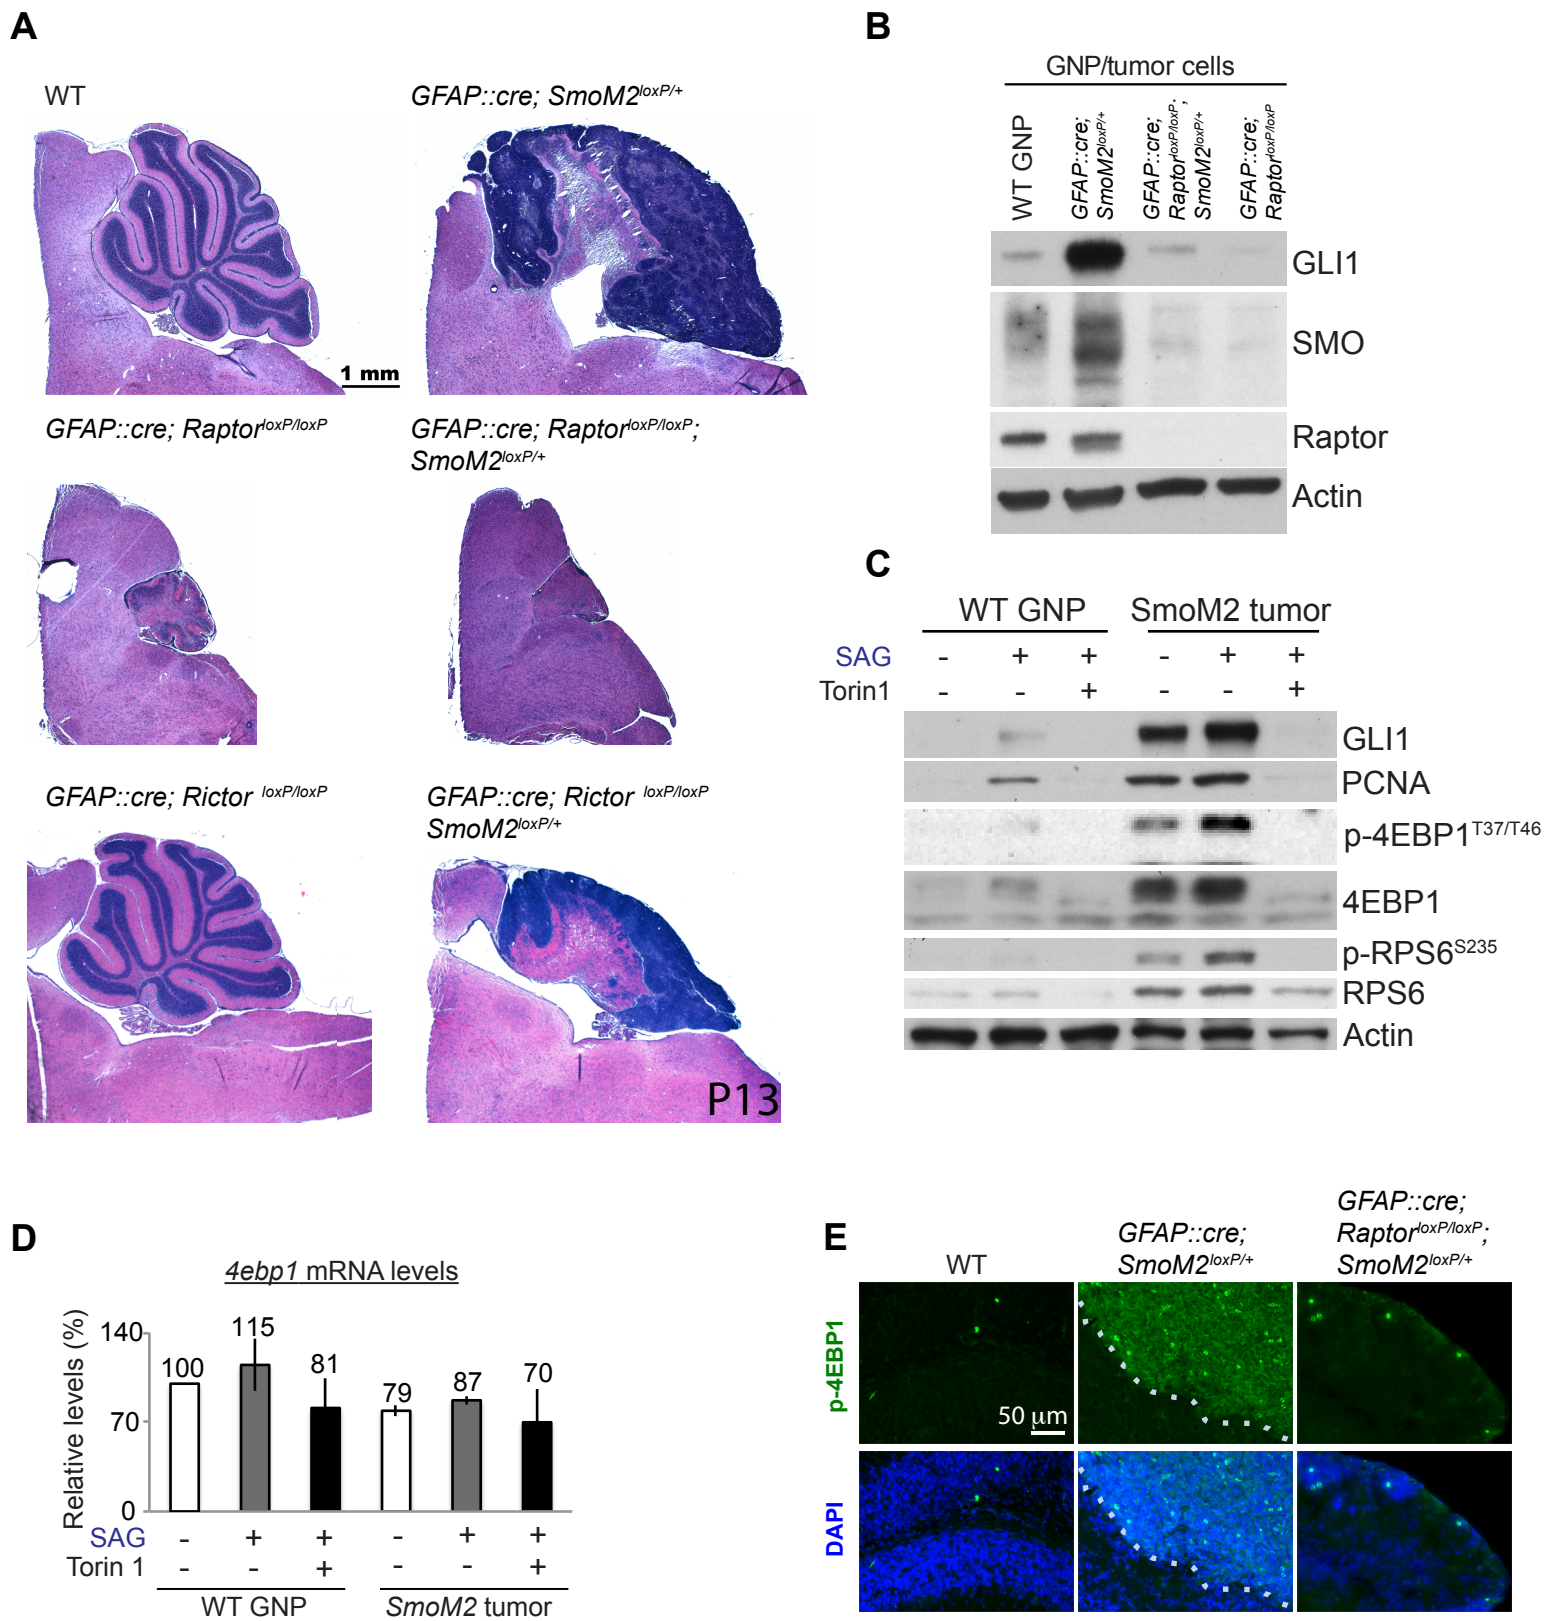 A
WT
GFAP::cre; SmoM2loxP/+
1 mm
GFAP::cre; RaptorloxP/loxP
GFAP::cre; RaptorloxP/loxP;
SmoM2loxP/+
GFAP::cre; Rictor loxP/loxP
GFAP::cre; Rictor loxP/loxP
SmoM2loxP/+
P13
B
GNP/tumor cells
WT GNP
GFAP::cre;
SmoM2loxP/+
GFAP::cre;
RaptorloxP/loxP;
SmoM2loxP/+
GFAP::cre;
RaptorloxP/loxP
GLI1
SMO
Raptor
Actin
C
WT GNP SmoM2 tumor
SAG - + + - + +
Torin1 - - + - - +
GLI1
PCNA
p-4EBP1T37/T46
4EBP1
p-RPS6S235
RPS6
Actin
D
4ebp1 mRNA levels
Relative levels (%)
140
70
0
100 115 81 79 87 70
SAG - + + - + +
Torin 1 - - + - - +
WT GNP SmoM2 tumor
E
WT
GFAP::cre;
SmoM2loxP/+
GFAP::cre;
RaptorloxP/loxP;
SmoM2loxP/+
p-4EBP1
50 μm
DAPI